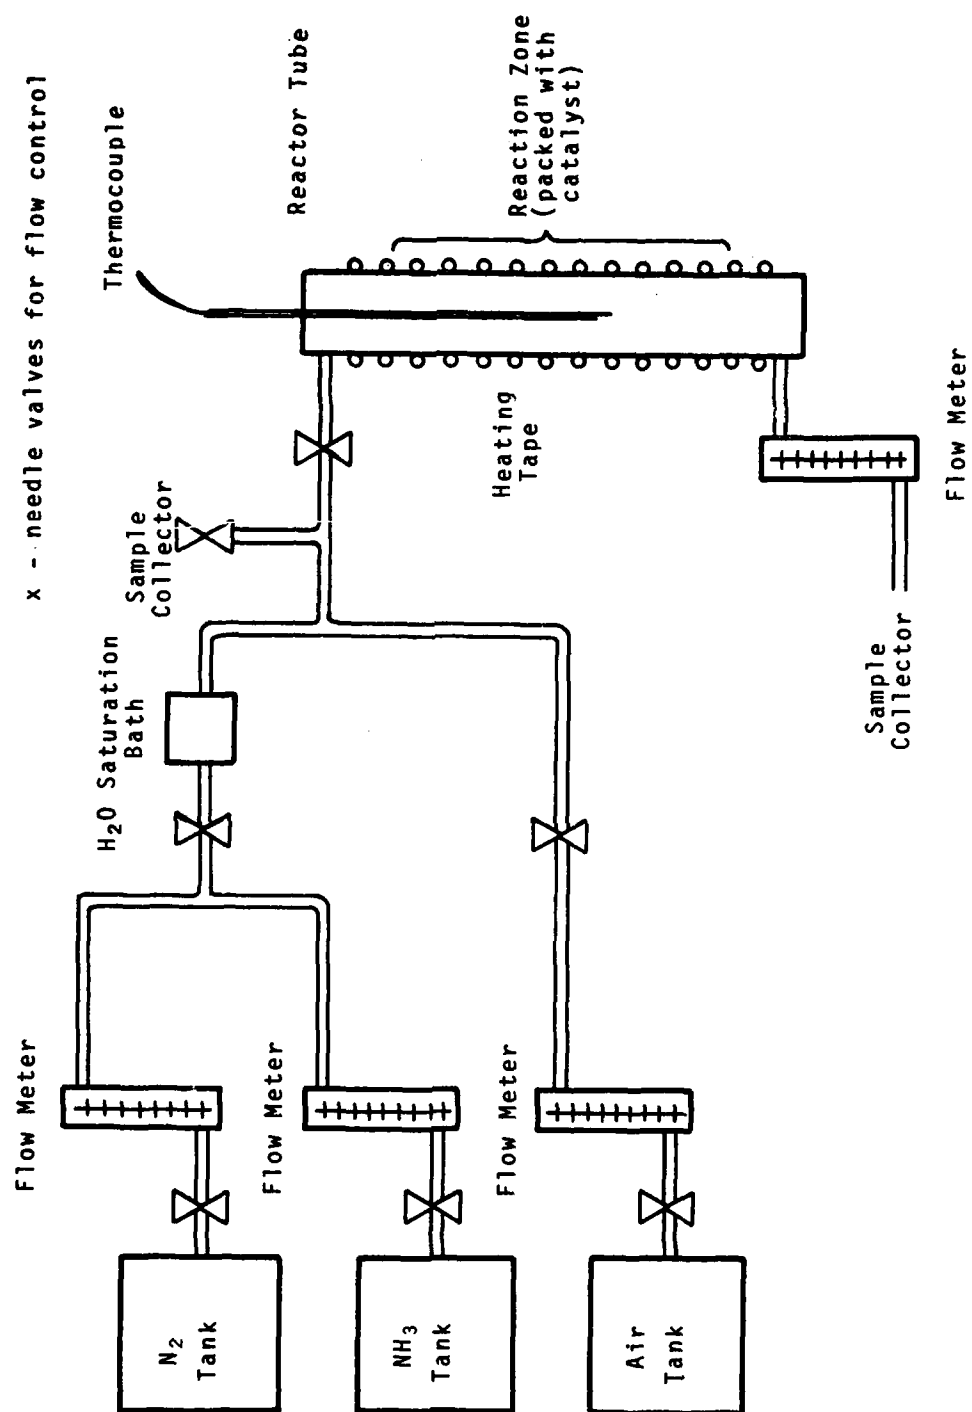 x - needle valves for flow control
Thermocouple
Reactor Tube
Reaction Zone
(packed with
catalyst)
Sample
Collector
Heating
Tape
Flow Meter
H₂O Saturation
Bath
Sample
Collector
Flow Meter
Flow Meter
Flow Meter
N₂
Tank
NH₃
Tank
Air
Tank